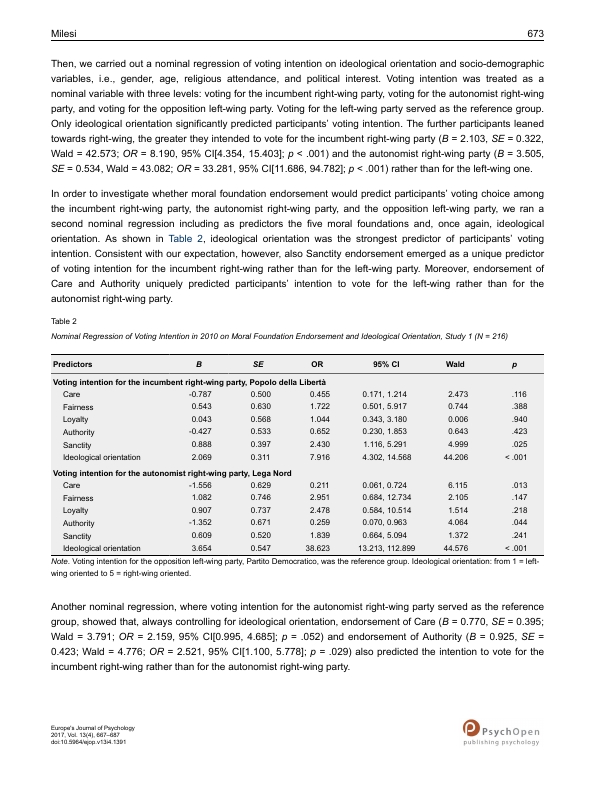 Milesi 673
Then, we carried out a nominal regression of voting intention on ideological orientation and socio-demographic
variables, i.e., gender, age, religious attendance, and political interest. Voting intention was treated as a
nominal variable with three levels: voting for the incumbent right-wing party, voting for the autonomist right-wing
party, and voting for the opposition left-wing party. Voting for the left-wing party served as the reference group.
Only ideological orientation significantly predicted participants' voting intention. The further participants leaned
towards right-wing, the greater they intended to vote for the incumbent right-wing party (B = 2.103, SE = 0.322,
Wald = 42.573; OR = 8.190, 95% CI[4.354, 15.403]; p < .001) and the autonomist right-wing party (B = 3.505,
SE = 0.534, Wald = 43.082; OR = 33.281, 95% CI[11.686, 94.782]; p < .001) rather than for the left-wing one.
In order to investigate whether moral foundation endorsement would predict participants' voting choice among
the incumbent right-wing party, the autonomist right-wing party, and the opposition left-wing party, we ran a
second nominal regression including as predictors the five moral foundations and, once again, ideological
orientation. As shown in Table 2, ideological orientation was the strongest predictor of participants' voting
intention. Consistent with our expectation, however, also Sanctity endorsement emerged as a unique predictor
of voting intention for the incumbent right-wing rather than for the left-wing party. Moreover, endorsement of
Care and Authority uniquely predicted participants' intention to vote for the left-wing rather than for the
autonomist right-wing party.
Table 2
Nominal Regression of Voting Intention in 2010 on Moral Foundation Endorsement and Ideological Orientation, Study 1 (N = 216)
Predictors B SE OR 95% CI Wald p
Voting intention for the incumbent right-wing party, Popolo della Libertà
Care -0.787 0.500 0.455 0.171, 1.214 2.473 .116
Fairness 0.543 0.630 1.722 0.501, 5.917 0.744 .388
Loyalty 0.043 0.568 1.044 0.343, 3.180 0.006 .940
Authority -0.427 0.533 0.652 0.230, 1.853 0.643 .423
Sanctity 0.888 0.397 2.430 1.116, 5.291 4.999 .025
Ideological orientation 2.069 0.311 7.916 4.302, 14.568 44.206 < .001
Voting intention for the autonomist right-wing party, Lega Nord
Care -1.556 0.629 0.211 0.061, 0.724 6.115 .013
Fairness 1.082 0.746 2.951 0.684, 12.734 2.105 .147
Loyalty 0.907 0.737 2.478 0.584, 10.514 1.514 .218
Authority -1.352 0.671 0.259 0.070, 0.963 4.064 .044
Sanctity 0.609 0.520 1.839 0.664, 5.094 1.372 .241
Ideological orientation 3.654 0.547 38.623 13.213, 112.899 44.576 < .001
Note. Voting intention for the opposition left-wing party, Partito Democratico, was the reference group. Ideological orientation: from 1 = left-
wing oriented to 5 = right-wing oriented.
Another nominal regression, where voting intention for the autonomist right-wing party served as the reference
group, showed that, always controlling for ideological orientation, endorsement of Care (B = 0.770, SE = 0.395;
Wald = 3.791; OR = 2.159, 95% CI[0.995, 4.685]; p = .052) and endorsement of Authority (B = 0.925, SE =
0.423; Wald = 4.776; OR = 2.521, 95% CI[1.100, 5.778]; p = .029) also predicted the intention to vote for the
incumbent right-wing rather than for the autonomist right-wing party.
Europe's Journal of Psychology
2017, Vol. 13(4), 667–687
doi:10.5964/ejop.v13i4.1391
PsychOpen
publishing psychology